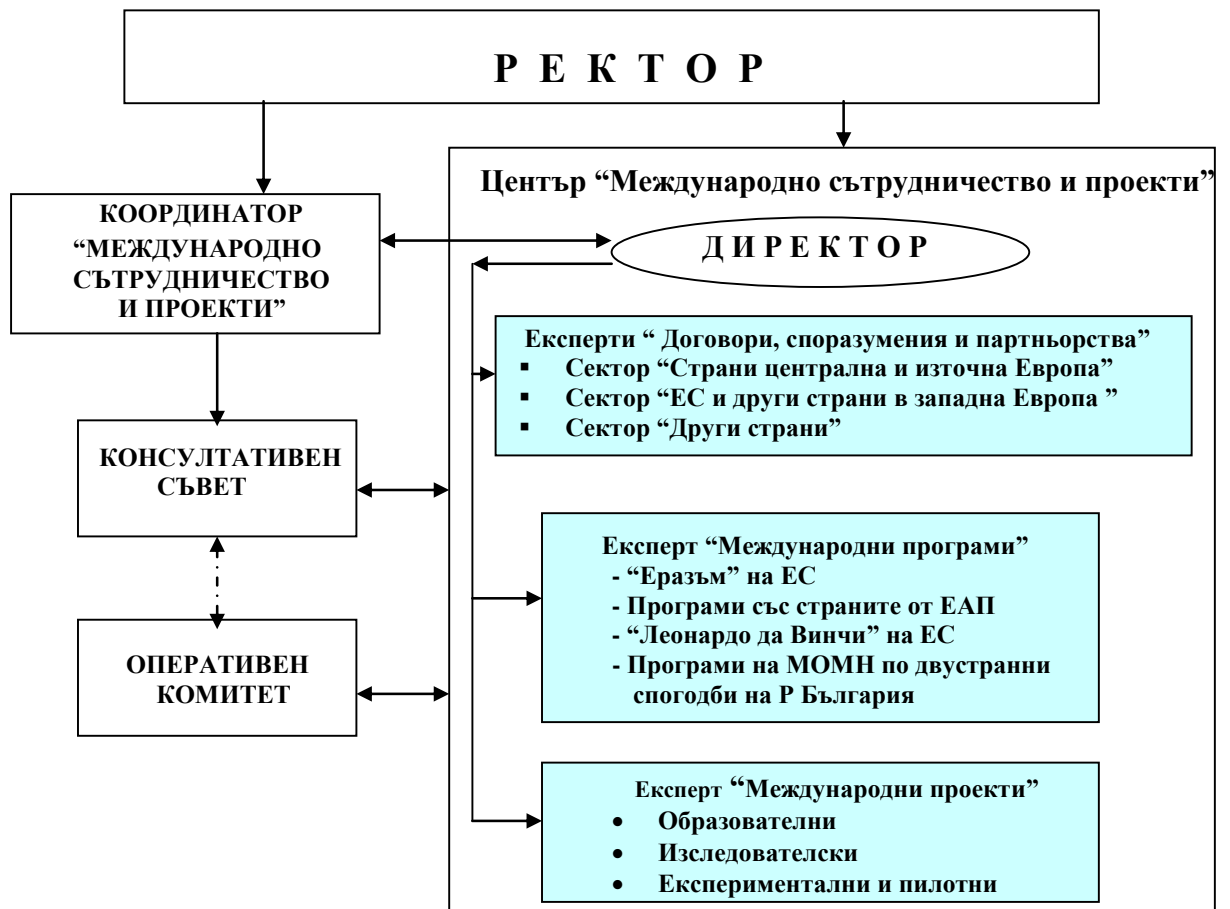 Р Е К Т О Р
Център “Международно сътрудничество и проекти”
КООРДИНАТОР
“МЕЖДУНАРОДНО
СЪТРУДНИЧЕСТВО
И ПРОЕКТИ”
Д И Р Е К Т О Р
Експерти “ Договори, споразумения и партньорства”
▪ Сектор “Страни централна и източна Европа”
▪ Сектор “ЕС и други страни в западна Европа ”
▪ Сектор “Други страни”
КОНСУЛТАТИВЕН
СЪВЕТ
Експерт “Международни програми”
- “Еразъм” на ЕС
- Програми със страните от ЕАП
- “Леонардо да Винчи” на ЕС
- Програми на МОМН по двустранни
спогодби на Р България
ОПЕРАТИВЕН
КОМИТЕТ
Експерт “Международни проекти”
• Образователни
• Изследователски
• Експериментални и пилотни